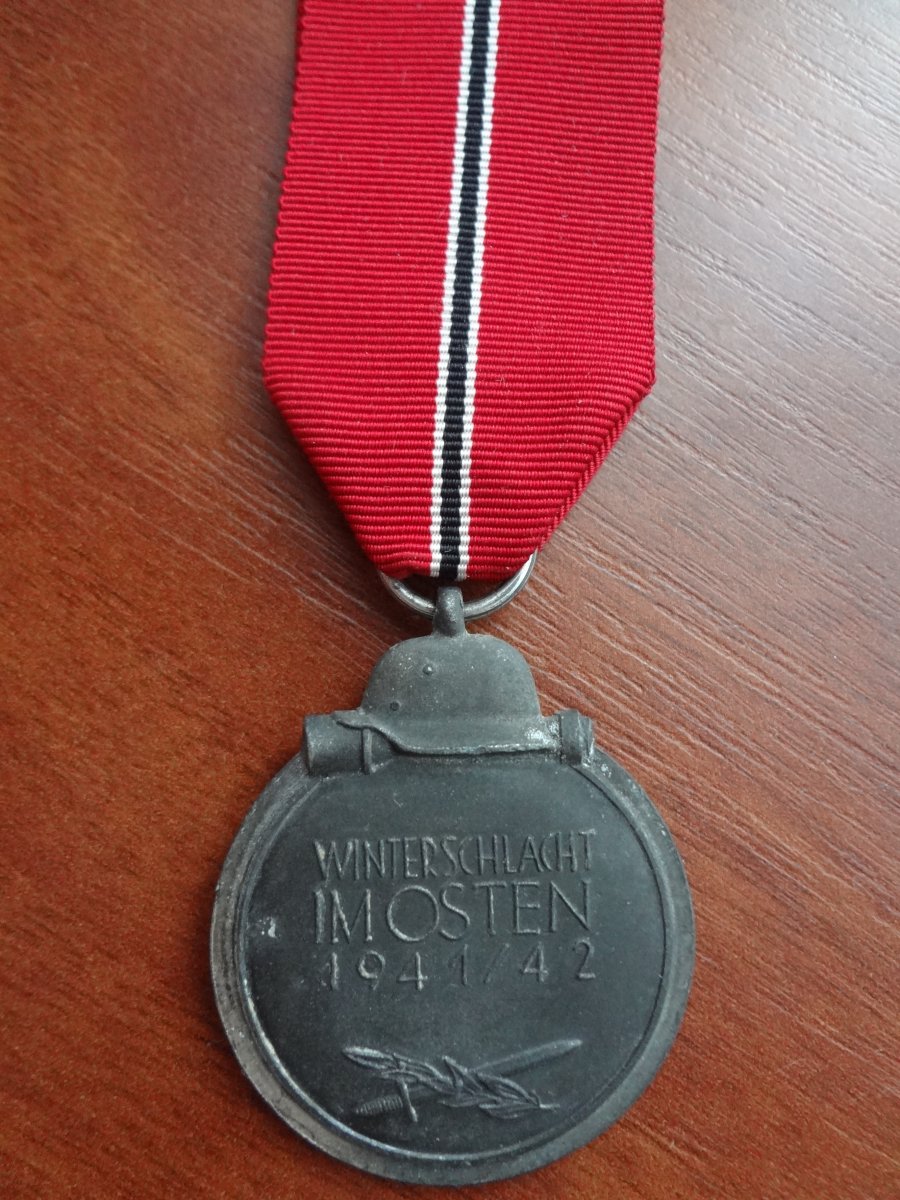 WINTERSCHLACHT
IM OSTEN
1941/42